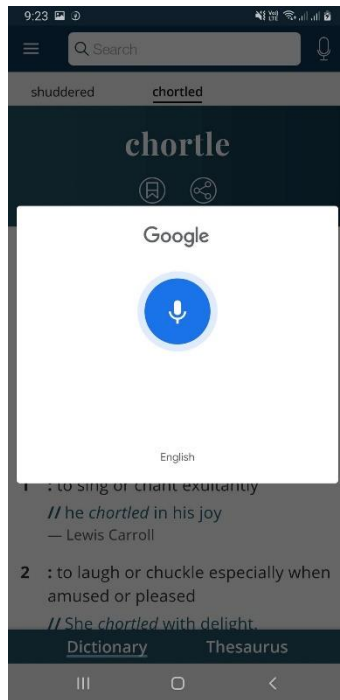 9:23
Search
shuddered chortled
chortle
Google
English
1 : to sing or chant exultantly
// he chortled in his joy
— Lewis Carroll
2 : to laugh or chuckle especially when
amused or pleased
// She chortled with delight.
Dictionary Thesaurus